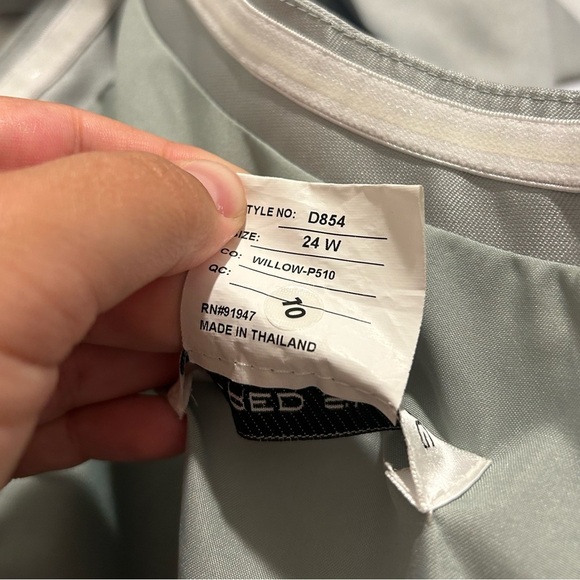 TYLE NO: D854
IZE: 24 W
CO: WILLOW-P510
QC: 10
RN#91947
MADE IN THAILAND